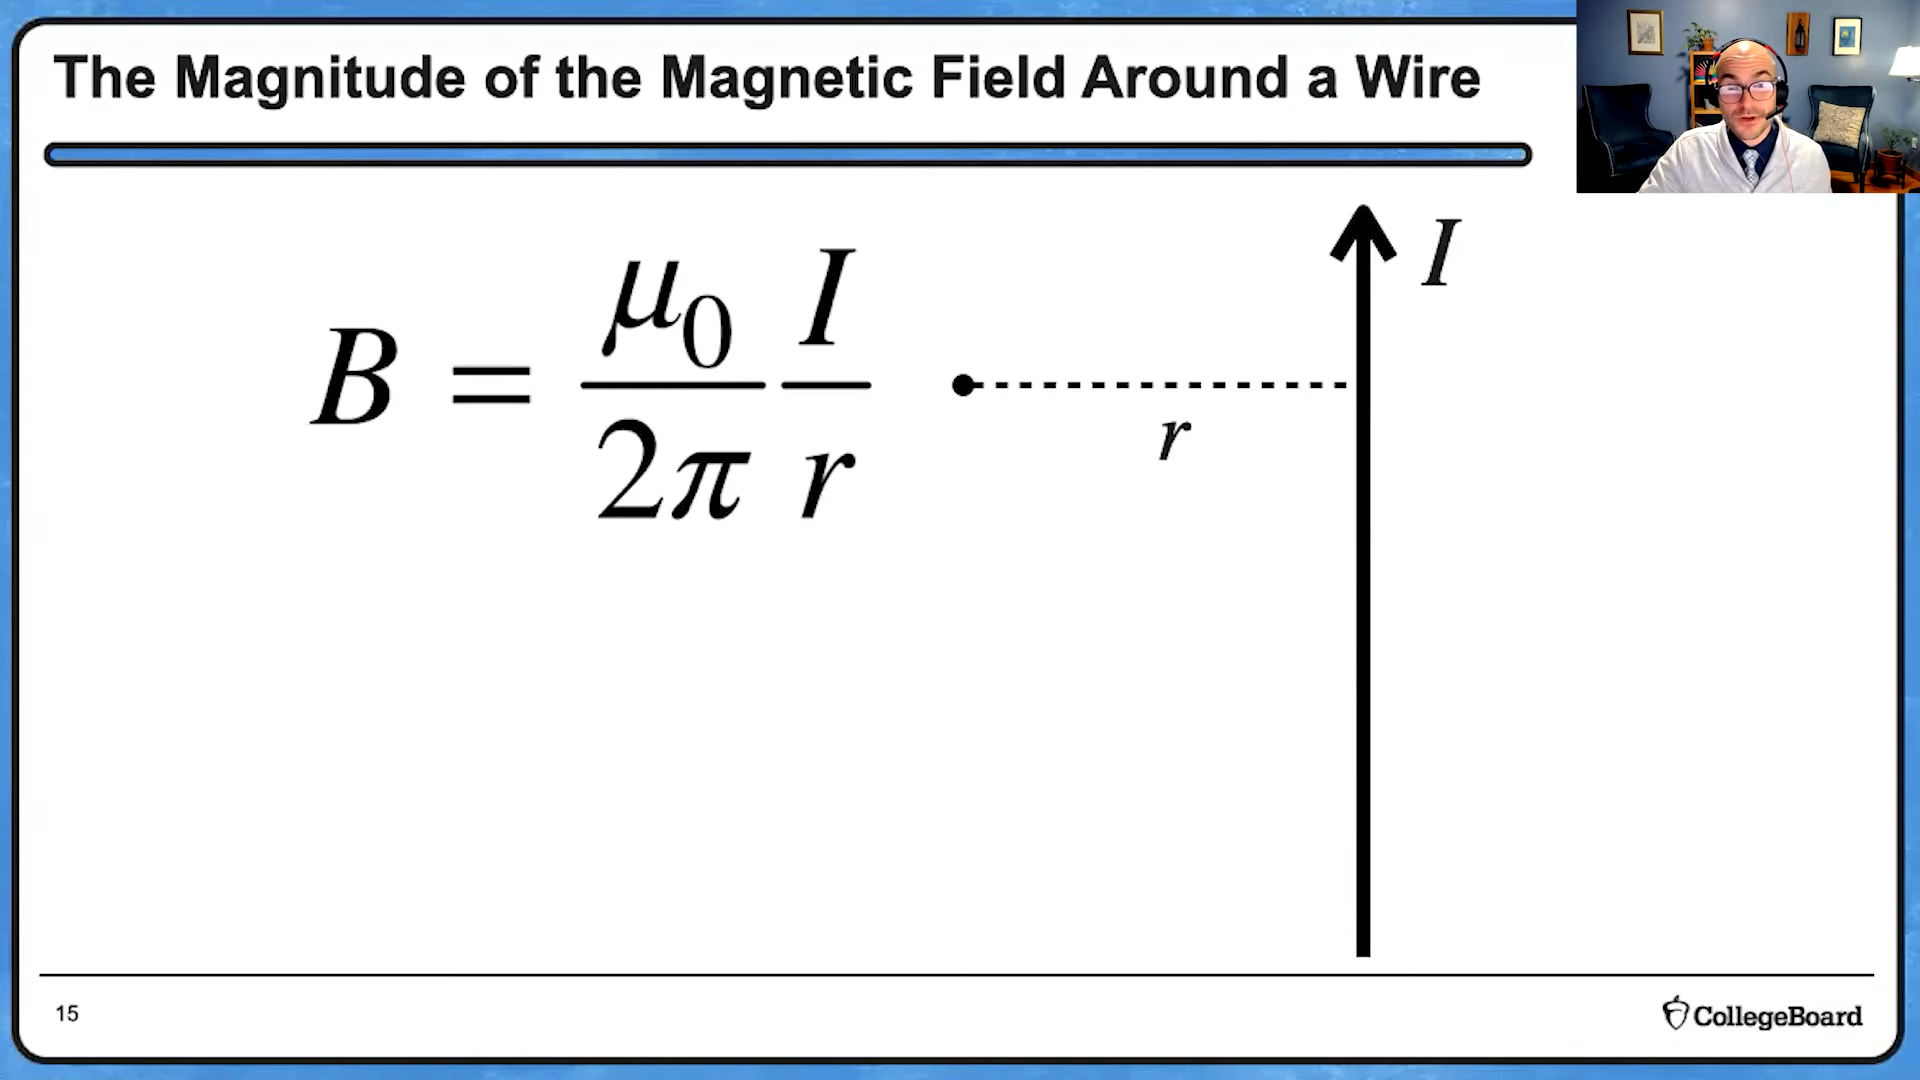 The Magnitude of the Magnetic Field Around a Wire
B = μ₀/2π I/r
r
I
15
CollegeBoard